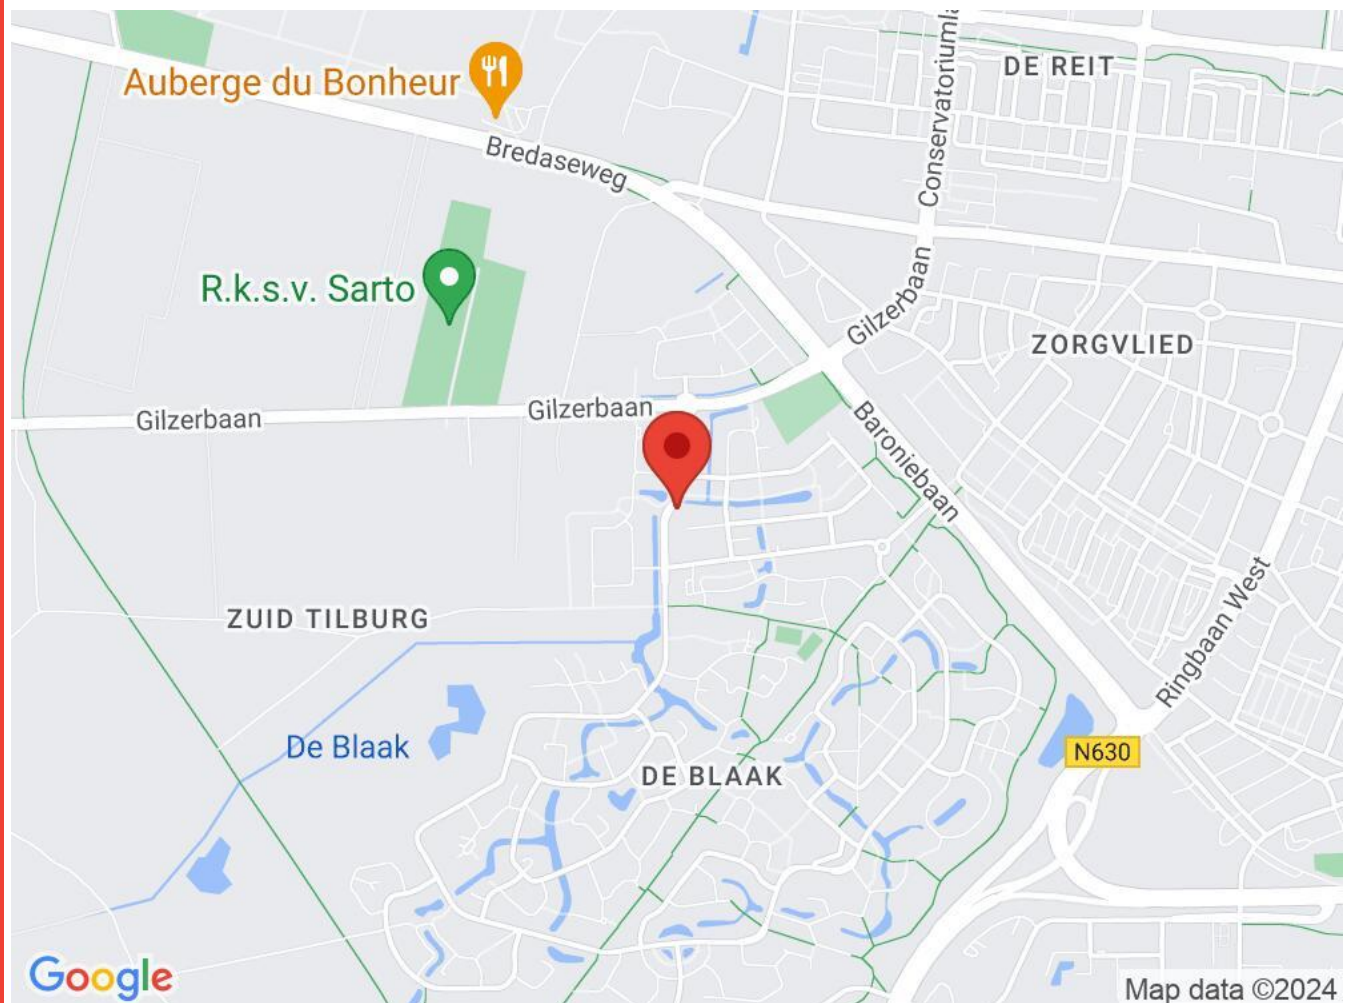 Conservatoriumla
DE REIT
Auberge du Bonheur
Bredaseweg
R.k.s.v. Sarto
Gilzerbaan
ZORGVLIED
Gilzerbaan
Gilzerbaan
Baroniebaan
Ringbaan West
ZUID TILBURG
De Blaak
N630
DE BLAAK
Google
Map data ©2024